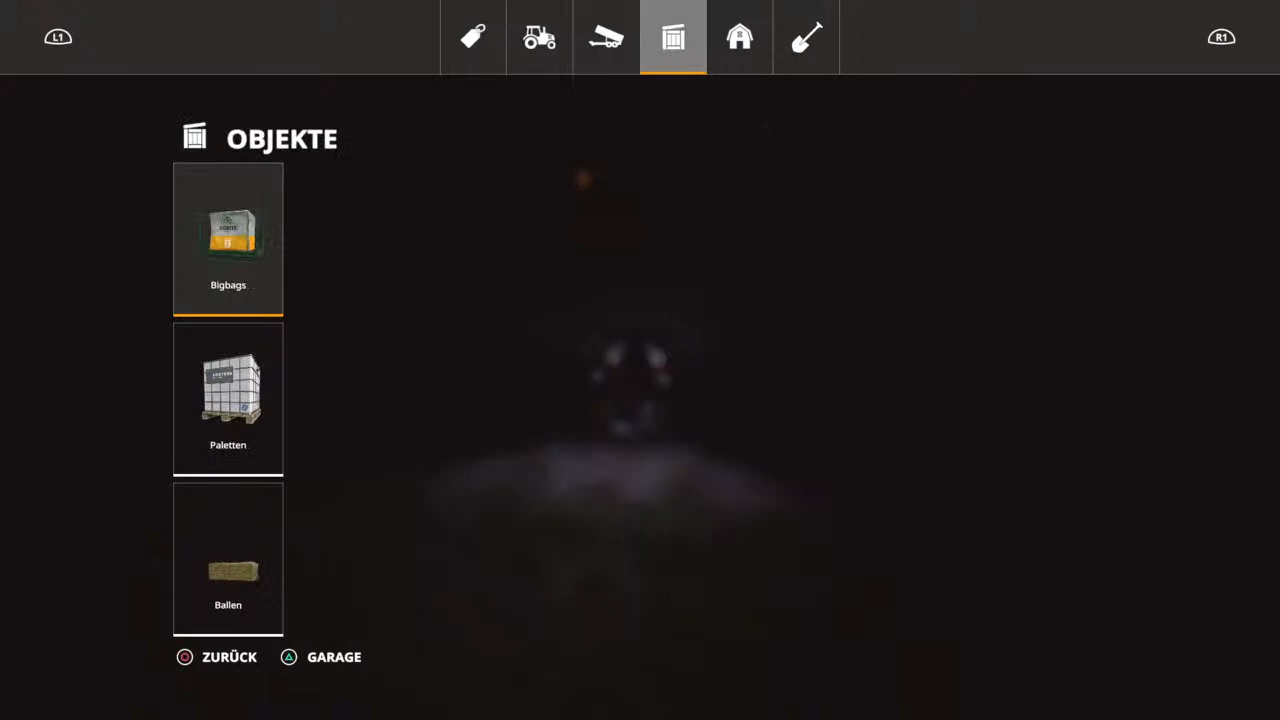 L1
R1
OBJEKTE
Bigbags
Paletten
Ballen
ZURÜCK
GARAGE